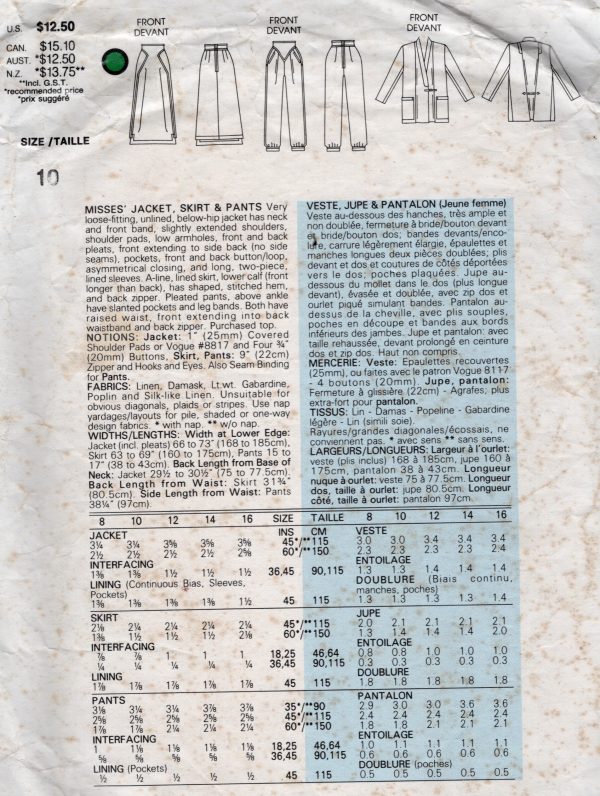 U.S. $12.50
CAN. $15.10
AUST. *$12.50
N.Z. *$13.75**
**Incl. G.S.T.
*recommended price
*prix suggéré
FRONT
DEVANT
FRONT
DEVANT
FRONT
DEVANT
SIZE/TAILLE
10
MISSES' JACKET, SKIRT & PANTS Very
loose-fitting, unlined, below-hip jacket has neck
and front band, slightly extended shoulders,
shoulder pads, low armholes, front and back
pleats, front extending to side back (no side
seams), pockets, front and back button/loop,
asymmetrical closing, and long, two-piece,
lined sleeves. A-line, lined skirt, lower calf (front
longer than back), has shaped, stitched hem,
and back zipper. Pleated pants, above ankle
have slanted pockets and leg bands. Both have
raised waist, front extending into back
waistband and back zipper. Purchased top.
NOTIONS: Jacket: 1" (25mm) Covered
Shoulder Pads or Vogue #8817 and Four ¾"
(20mm) Buttons, Skirt, Pants: 9" (22cm)
Zipper and Hooks and Eyes. Also Seam Binding
for Pants.
FABRICS: Linen, Damask, Lt.wt. Gabardine,
Poplin and Silk-like Linen. Unsuitable for
obvious diagonals, plaids or stripes. Use nap
yardages/layouts for pile, shaded or one-way
design fabrics. * with nap. ** w/o nap.
WIDTHS/LENGTHS: Width at Lower Edge:
Jacket (incl. pleats) 66 to 73" (168 to 185cm),
Skirt 63 to 69" (160 to 175cm), Pants 15 to
17" (38 to 43cm). Back Length from Base of
Neck: Jacket 29½ to 30½" (75 to 77.5cm).
Back Length from Waist: Skirt 31¾"
(80.5cm). Side Length from Waist: Pants
38¼" (97cm).
VESTE, JUPE & PANTALON (Jeune femme)
Veste au-dessous des hanches, très ample et
non doublée, fermeture à bride/bouton devant
et bride/bouton dos; bandes devants/enco-
lure, carrure légèrement élargie, épaulettes et
manches longues deux pièces doublées; plis
devant et dos et coutures de côtés déportées
vers le dos; poches plaquées. Jupe au-
dessous du mollet dans le dos (plus longue
devant), évasée et doublée, avec zip dos et
ourlet piqué simulant bandes. Pantalon au-
dessus de la cheville, avec plis souples,
poches en découpe et bandes aux bords
inférieurs des jambes. Jupe et pantalon: avec
taille rehaussée, devant prolongé en ceinture
dos et zip dos. Haut non compris.
MERCERIE: Veste: Epaulettes recouvertes
(25mm), ou faites avec le patron Vogue 8117
- 4 boutons (20mm). Jupe, pantalon:
Fermeture à glissière (22cm) - Agrafes; plus
extra-fort pour pantalon.
TISSUS: Lin - Damas - Popeline - Gabardine
légère - Lin (simili soie).
Rayures/grandes diagonales/écossais, ne
conviennent pas. * avec sens ** sans sens.
LARGEURS/LONGUEURS: Largeur à l'ourlet:
veste (plis inclus) 168 à 185cm, jupe 160 à
175cm, pantalon 38 à 43cm. Longueur
nuque à ourlet: veste 75 à 77.5cm. Longueur
dos, taille à ourlet: jupe 80.5cm. Longueur
côté, taille à ourlet: pantalon 97cm.
8 10 12 14 16 SIZE TAILLE 8 10 12 14 16
JACKET INS CM VESTE
3¼ 3¼ 3⅝ 3⅝ 3⅝ 45*/**115 3.0 3.0 3.4 3.4 3.4
2½ 2½ 2½ 2½ 2⅝ 60*/**150 2.3 2.3 2.3 2.3 2.4
INTERFACING ENTOILAGE
1⅜ 1⅜ 1½ 1½ 1½ 36,45 90,115 1.3 1.3 1.4 1.4 1.4
LINING (Continuous Bias, Sleeves, DOUBLURE (Biais continu,
Pockets) manches, poches)
1⅜ 1⅜ 1⅜ 1⅜ 1½ 45 115 1.3 1.3 1.3 1.3 1.4
SKIRT JUPE
2⅛ 2¼ 2¼ 2¼ 2¼ 45*/**115 2.0 2.1 2.1 2.1 2.1
1⅜ 1½ 1½ 1½ 2⅛ 60*/**150 1.3 1.4 1.4 1.4 2.0
INTERFACING ENTOILAGE
⅞ ⅞ 1 1 1 18,25 46,64 0.8 0.8 1.0 1.0 1.0
¼ ¼ ¼ ¼ ¼ 36,45 90,115 0.3 0.3 0.3 0.3 0.3
LINING DOUBLURE
1⅞ 1⅞ 1⅞ 1⅞ 1⅞ 45 115 1.8 1.8 1.8 1.8 1.8
PANTS PANTALON
3⅛ 3¼ 3¼ 3⅞ 3⅞ 35*/**90 2.9 3.0 3.0 3.6 3.6
2⅝ 2⅝ 2⅝ 2⅝ 2⅝ 45*/**115 2.4 2.4 2.4 2.4 2.4
1⅞ 1⅞ 2¼ 2¼ 2¼ 60*/**150 1.8 1.8 2.1 2.1 2.1
INTERFACING ENTOILAGE
1 1⅛ 1⅛ 1⅛ 1⅛ 18,25 46,64 1.0 1.1 1.1 1.1 1.1
⅝ ⅝ ⅝ ⅝ ⅝ 36,45 90,115 0.6 0.6 0.6 0.6 0.6
LINING (Pockets) DOUBLURE (poches)
½ ½ ½ ½ ½ 45 115 0.5 0.5 0.5 0.5 0.5